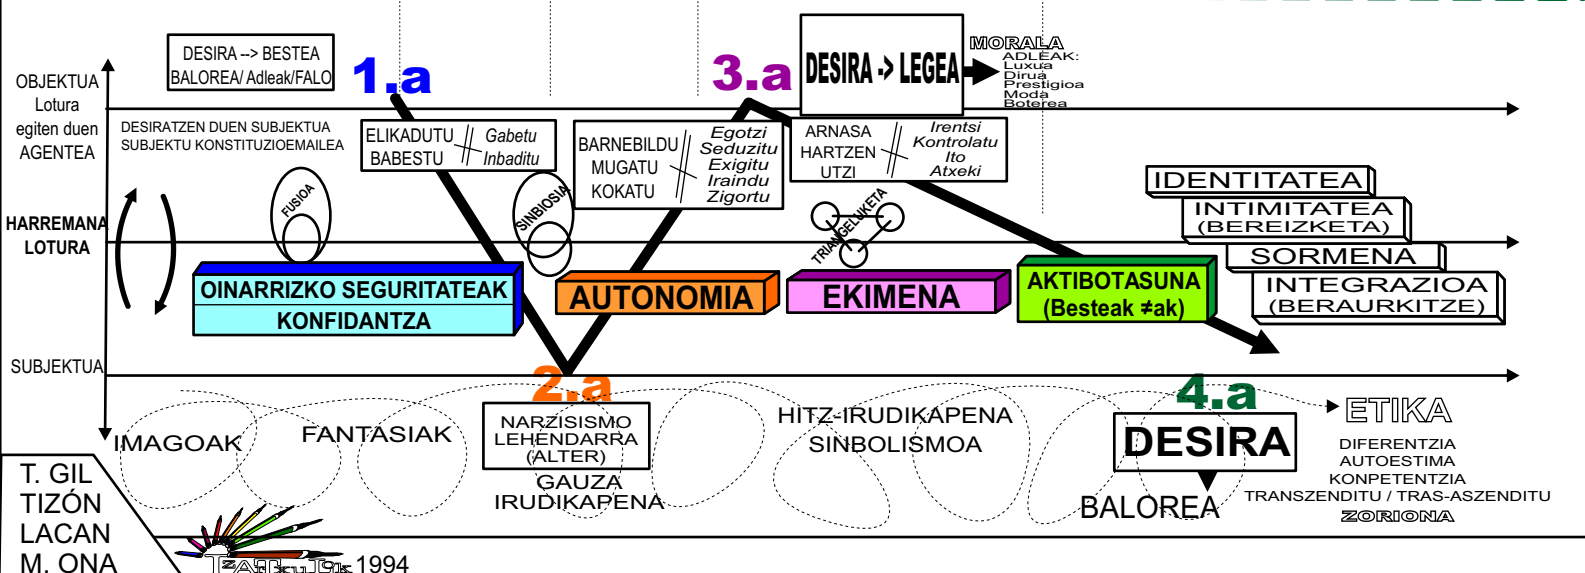 DESIRA --> BESTEA
BALOREA/ Adleak/FALO
1.a
3.a
DESIRA -> LEGEA
MORALA
ADLEAK:
Luxua
Dirua
Prestigioa
Moda
Boterea
OBJEKTUA
Lotura
egiten duen
AGENTEA
DESIRATZEN DUEN SUBJEKTUA
SUBJEKTU KONSTITUZIOEMAILEA
ELIKADUTU
BABESTU
Gabetu
Inbaditu
BARNEBILDU
MUGATU
KOKATU
Egotzi
Seduzitu
Exigitu
Iraindu
Zigortu
ARNASA
HARTZEN
UTZI
Irentsi
Kontrolatu
Ito
Atxeki
HARREMANA
LOTURA
FUSIOA
SINBIOSIA
TRIANGELUKETA
IDENTITATEA
INTIMITATEA
(BEREIZKETA)
SORMENA
INTEGRAZIOA
(BERAURKITZE)
OINARRIZKO SEGURITATEAK
KONFIDANTZA
AUTONOMIA
EKIMENA
AKTIBOTASUNA
(Besteak ≠ak)
SUBJEKTUA
2.a
4.a
IMAGOAK
FANTASIAK
NARZISISMO
LEHENDARRA
(ALTER)
GAUZA
IRUDIKAPENA
HITZ-IRUDIKAPENA
SINBOLISMOA
DESIRA
BALOREA
ETIKA
DIFERENTZIA
AUTOESTIMA
KONPETENTZIA
TRANSZENDITU / TRAS-ASZENDITU
ZORIONA
T. GIL
TIZÓN
LACAN
M. ONA
1994